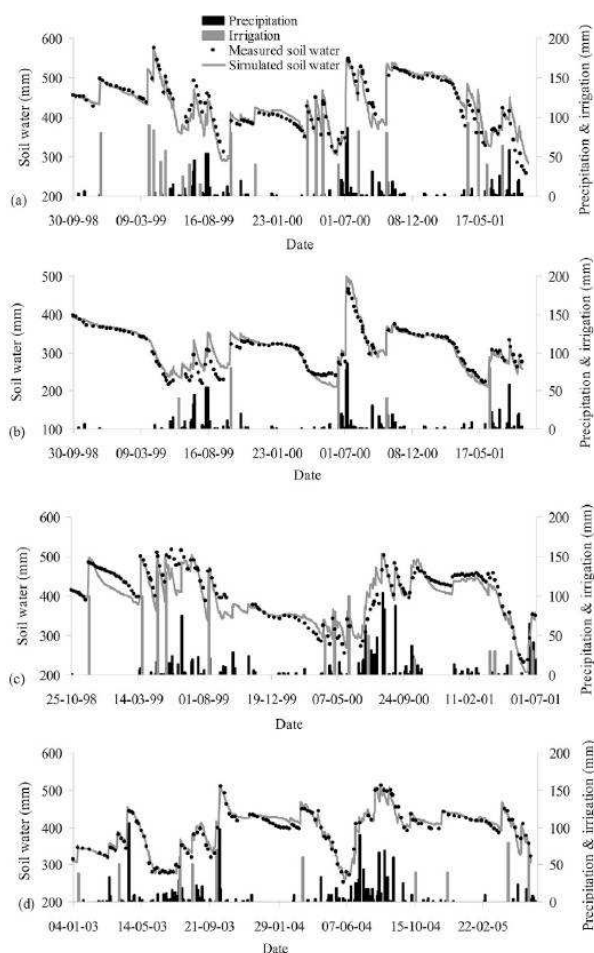 Precipitation
Irrigation
Measured soil water
Simulated soil water
Soil water (mm)
600
500
400
300
200
200
150
100
50
0
Precipitation & irrigation (mm)
(a)
30-09-98 09-03-99 16-08-99 23-01-00 01-07-00 08-12-00 17-05-01
Date
Soil water (mm)
500
400
300
200
100
200
150
100
50
0
Precipitation & irrigation (mm)
(b)
30-09-98 09-03-99 16-08-99 23-01-00 01-07-00 08-12-00 17-05-01
Date
Soil water (mm)
600
500
400
300
200
200
150
100
50
0
Precipitation & irrigation (mm)
(c)
25-10-98 14-03-99 01-08-99 19-12-99 07-05-00 24-09-00 11-02-01 01-07-01
Date
Soil water (mm)
600
500
400
300
200
200
150
100
50
0
Precipitation & irrigation (mm)
(d)
04-01-03 14-05-03 21-09-03 29-01-04 07-06-04 15-10-04 22-02-05
Date